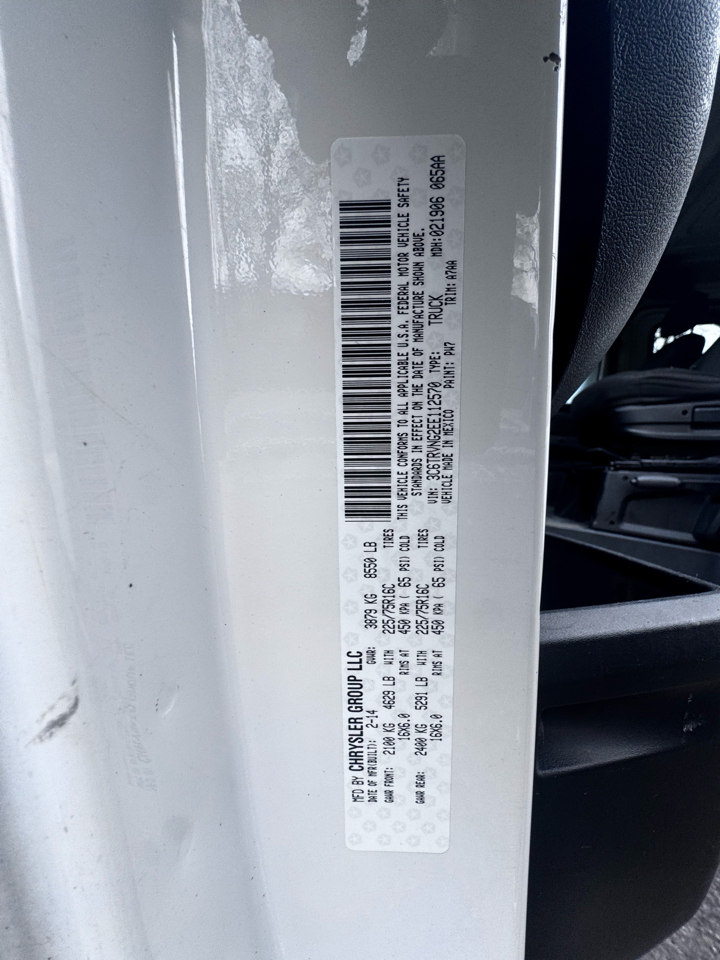 MFD BY CHRYSLER GROUP LLC
DATE OF MFR(BUILT): 2-14 GVWR: 3879 KG 8550 LB
GAWR FRONT: 2100 KG 4629 LB WITH 225/75R16C TIRES
16X6.0 RIMS AT 450 KPA ( 65 PSI) COLD
GAWR REAR: 2400 KG 5291 LB WITH 225/75R16C TIRES
16X6.0 RIMS AT 450 KPA ( 65 PSI) COLD
THIS VEHICLE CONFORMS TO ALL APPLICABLE U.S.A. FEDERAL MOTOR VEHICLE SAFETY
STANDARDS IN EFFECT ON THE DATE OF MANUFACTURE SHOWN ABOVE.
VIN: 3C6TRVNG2EE112570 TYPE: TRUCK MDH:021906 065AA
VEHICLE MADE IN MEXICO PAINT: PW7 TRIM: A7AA